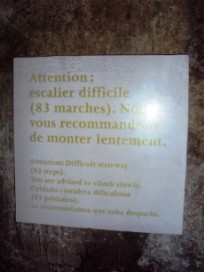 Attention :
escalier difficile
(83 marches). No
vous recommandons
de monter lentement.
Attention: Difficult stairway
(83 steps).
You are advised to climb slowly.
Cuidado : escalera dificultosa
(83 peldaños).
Le recomendamos que suba despacio.